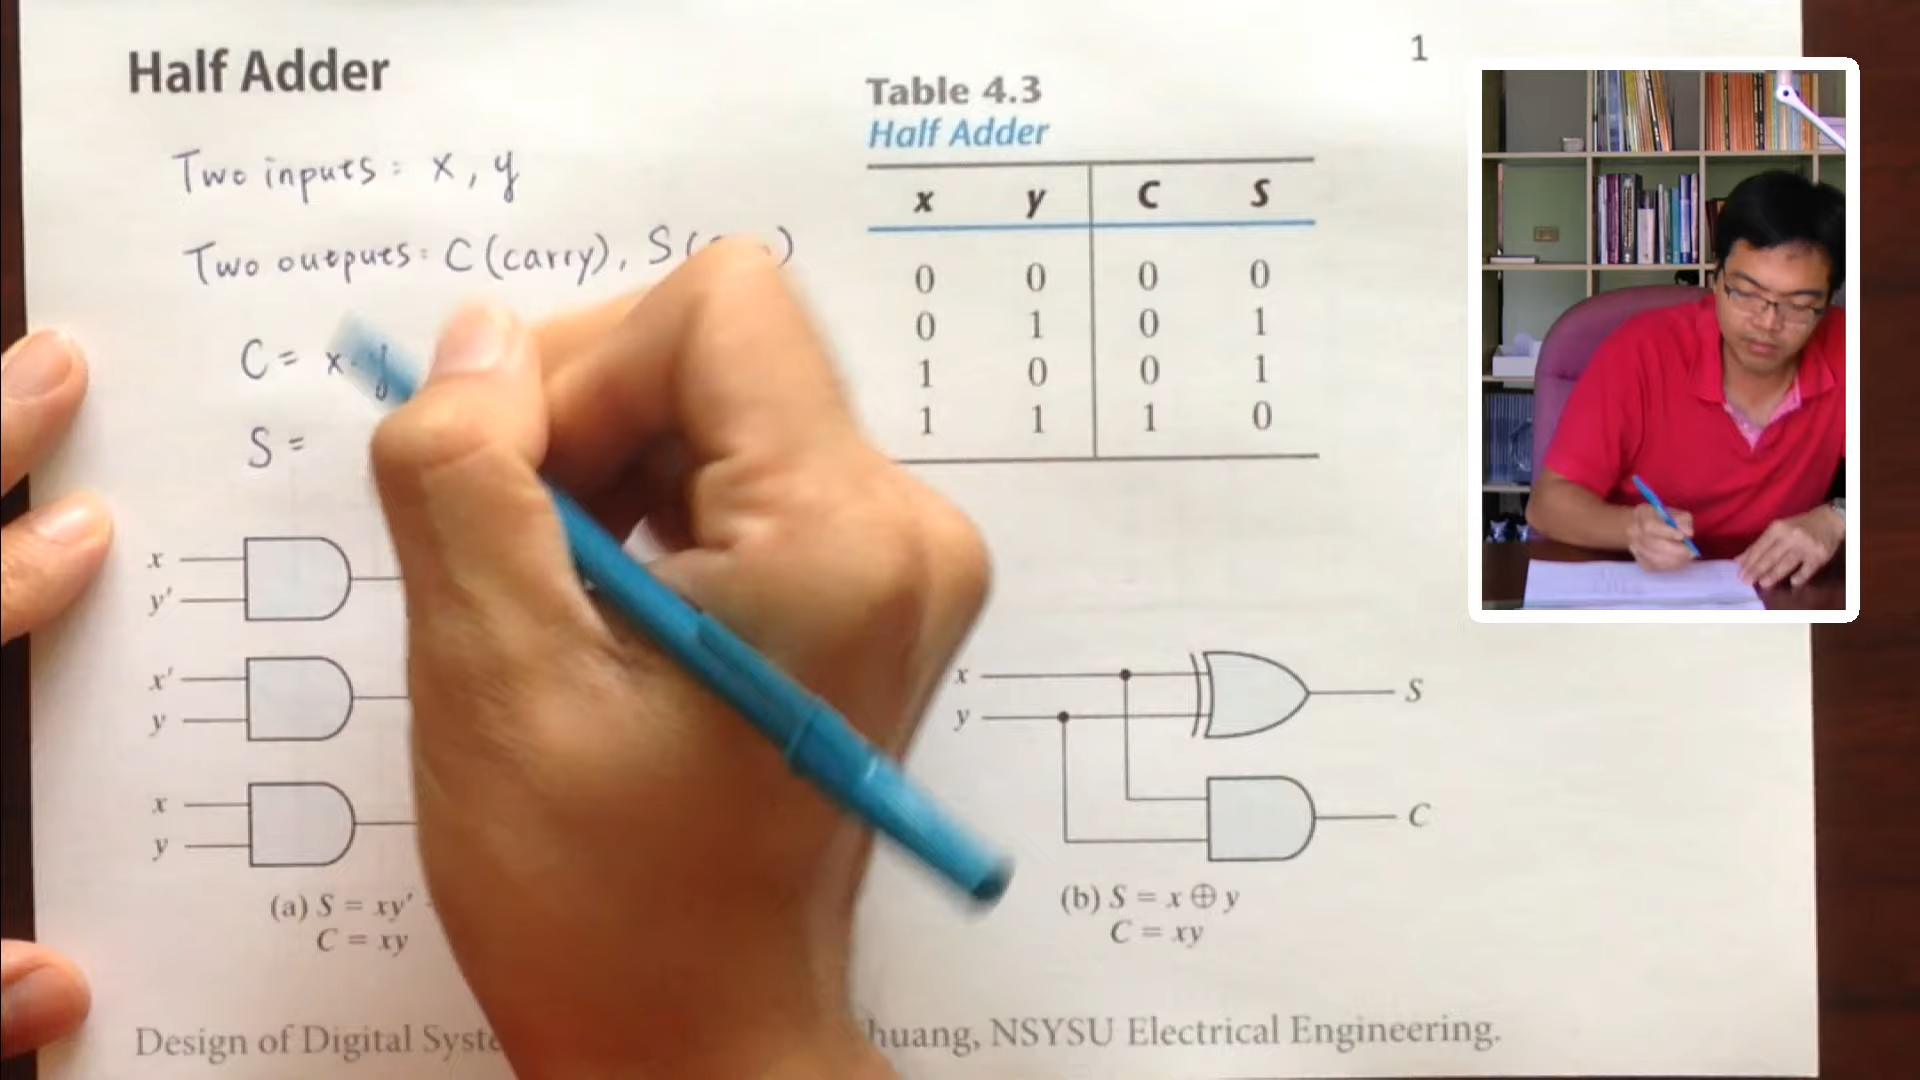 Half Adder
1
Two inputs: x, y
Two outputs: C (carry), S ( )
C = x·y
S =
Table 4.3
Half Adder
x y C S
0 0 0 0
0 1 0 1
1 0 0 1
1 1 1 0
x
y'
x'
y
x
y
(a) S = xy'
C = xy
x
y
S
C
(b) S = x ⊕ y
C = xy
Design of Digital NSYSU Electrical Engineering.